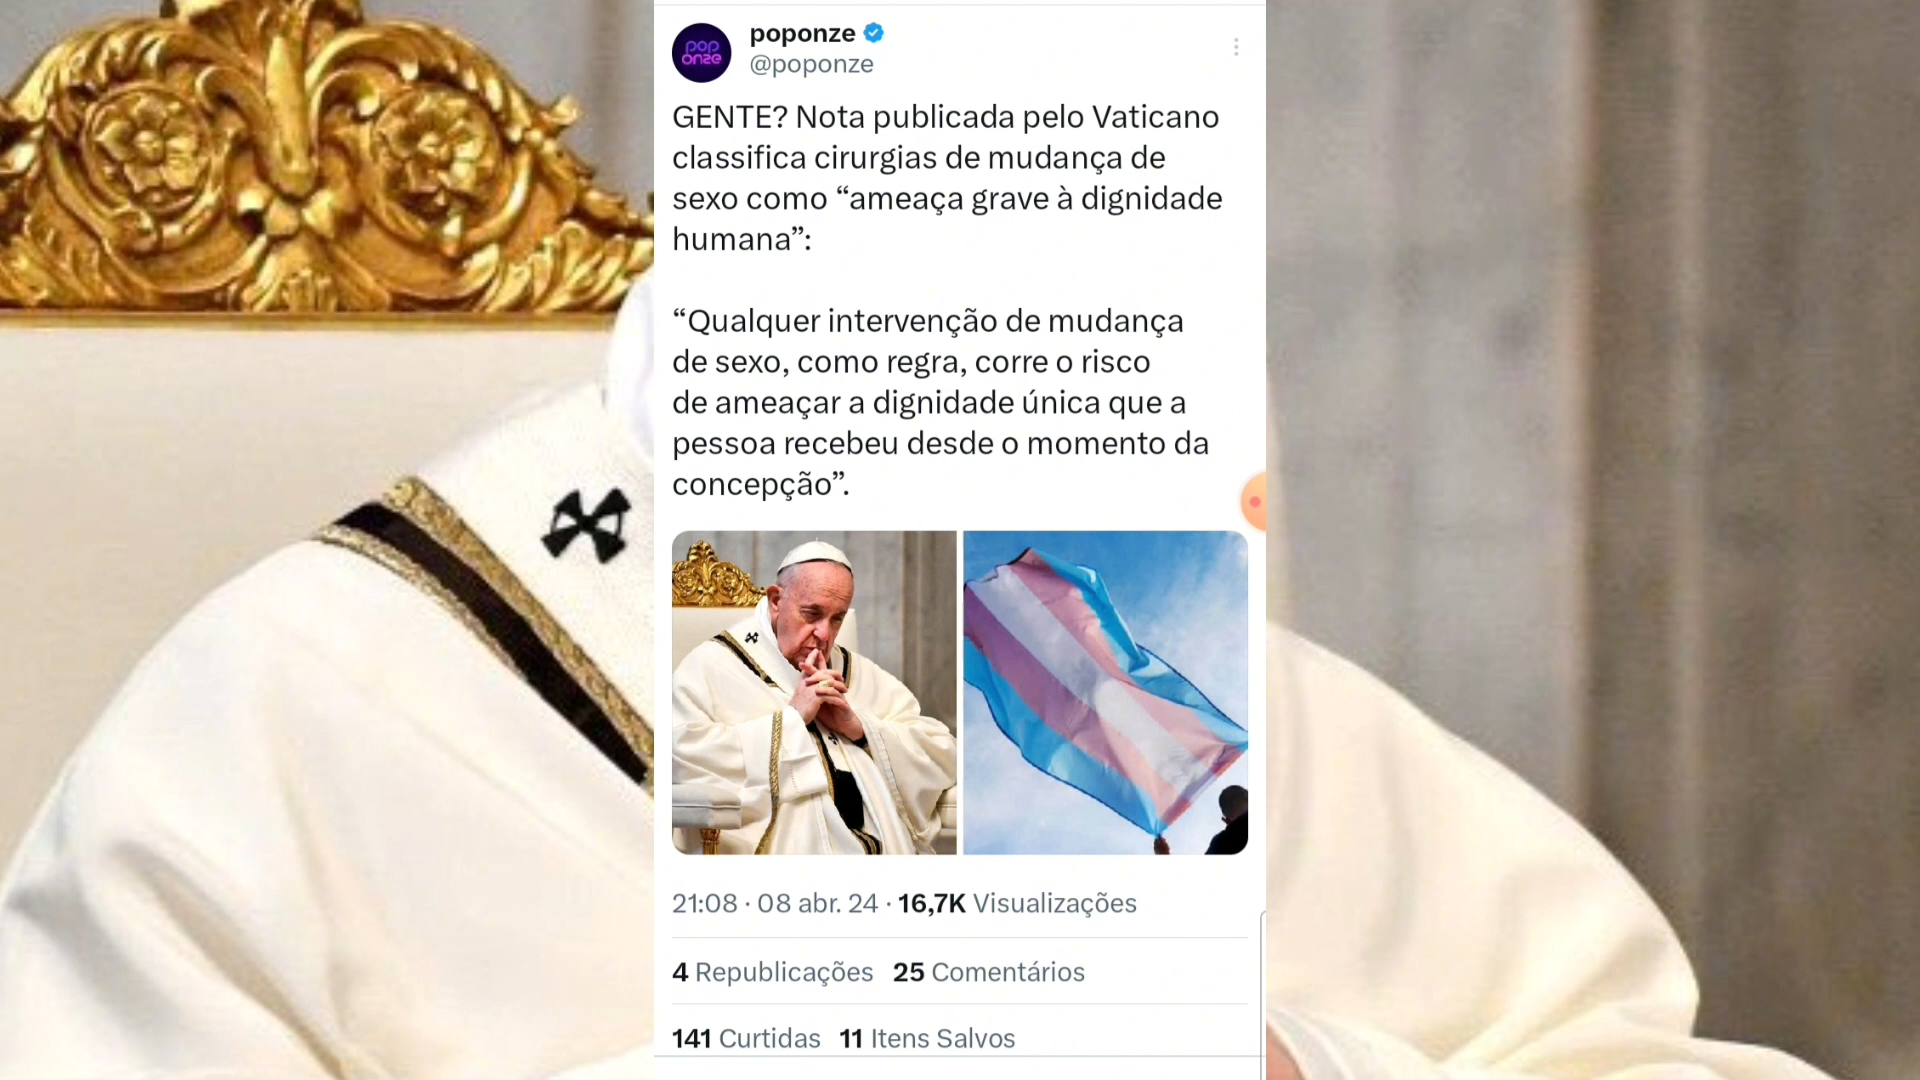 pop
onze
poponze
@poponze
GENTE? Nota publicada pelo Vaticano
classifica cirurgias de mudança de
sexo como “ameaça grave à dignidade
humana”:
“Qualquer intervenção de mudança
de sexo, como regra, corre o risco
de ameaçar a dignidade única que a
pessoa recebeu desde o momento da
concepção”.
21:08 · 08 abr. 24 · 16,7K Visualizações
4 Republicações 25 Comentários
141 Curtidas 11 Itens Salvos